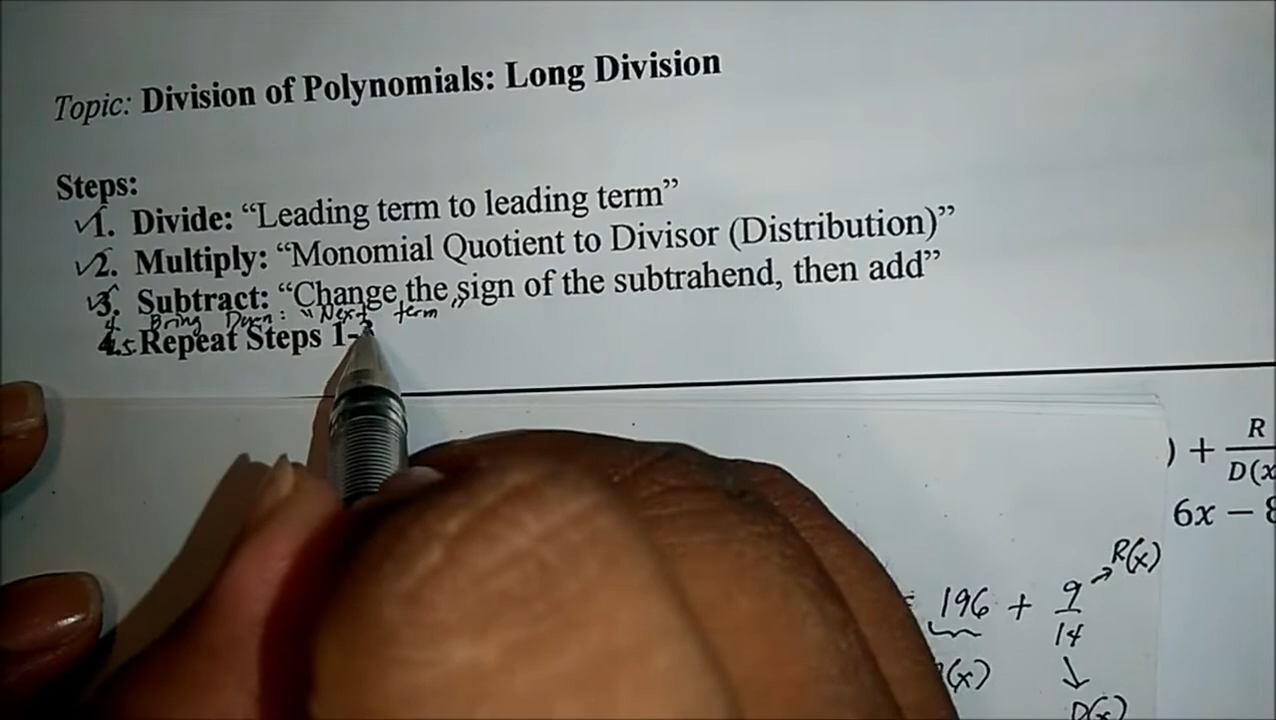 Topic: Division of Polynomials: Long Division
Steps:
✓1. Divide: “Leading term to leading term”
✓2. Multiply: “Monomial Quotient to Divisor (Distribution)”
✓3. Subtract: “Change the sign of the subtrahend, then add”
4. Bring Down: "Next term"
5. Repeat Steps 1-
) + R
D(x
6x − 8
= 196 + 9 → R(x)
14
(x) ↓
D(x)